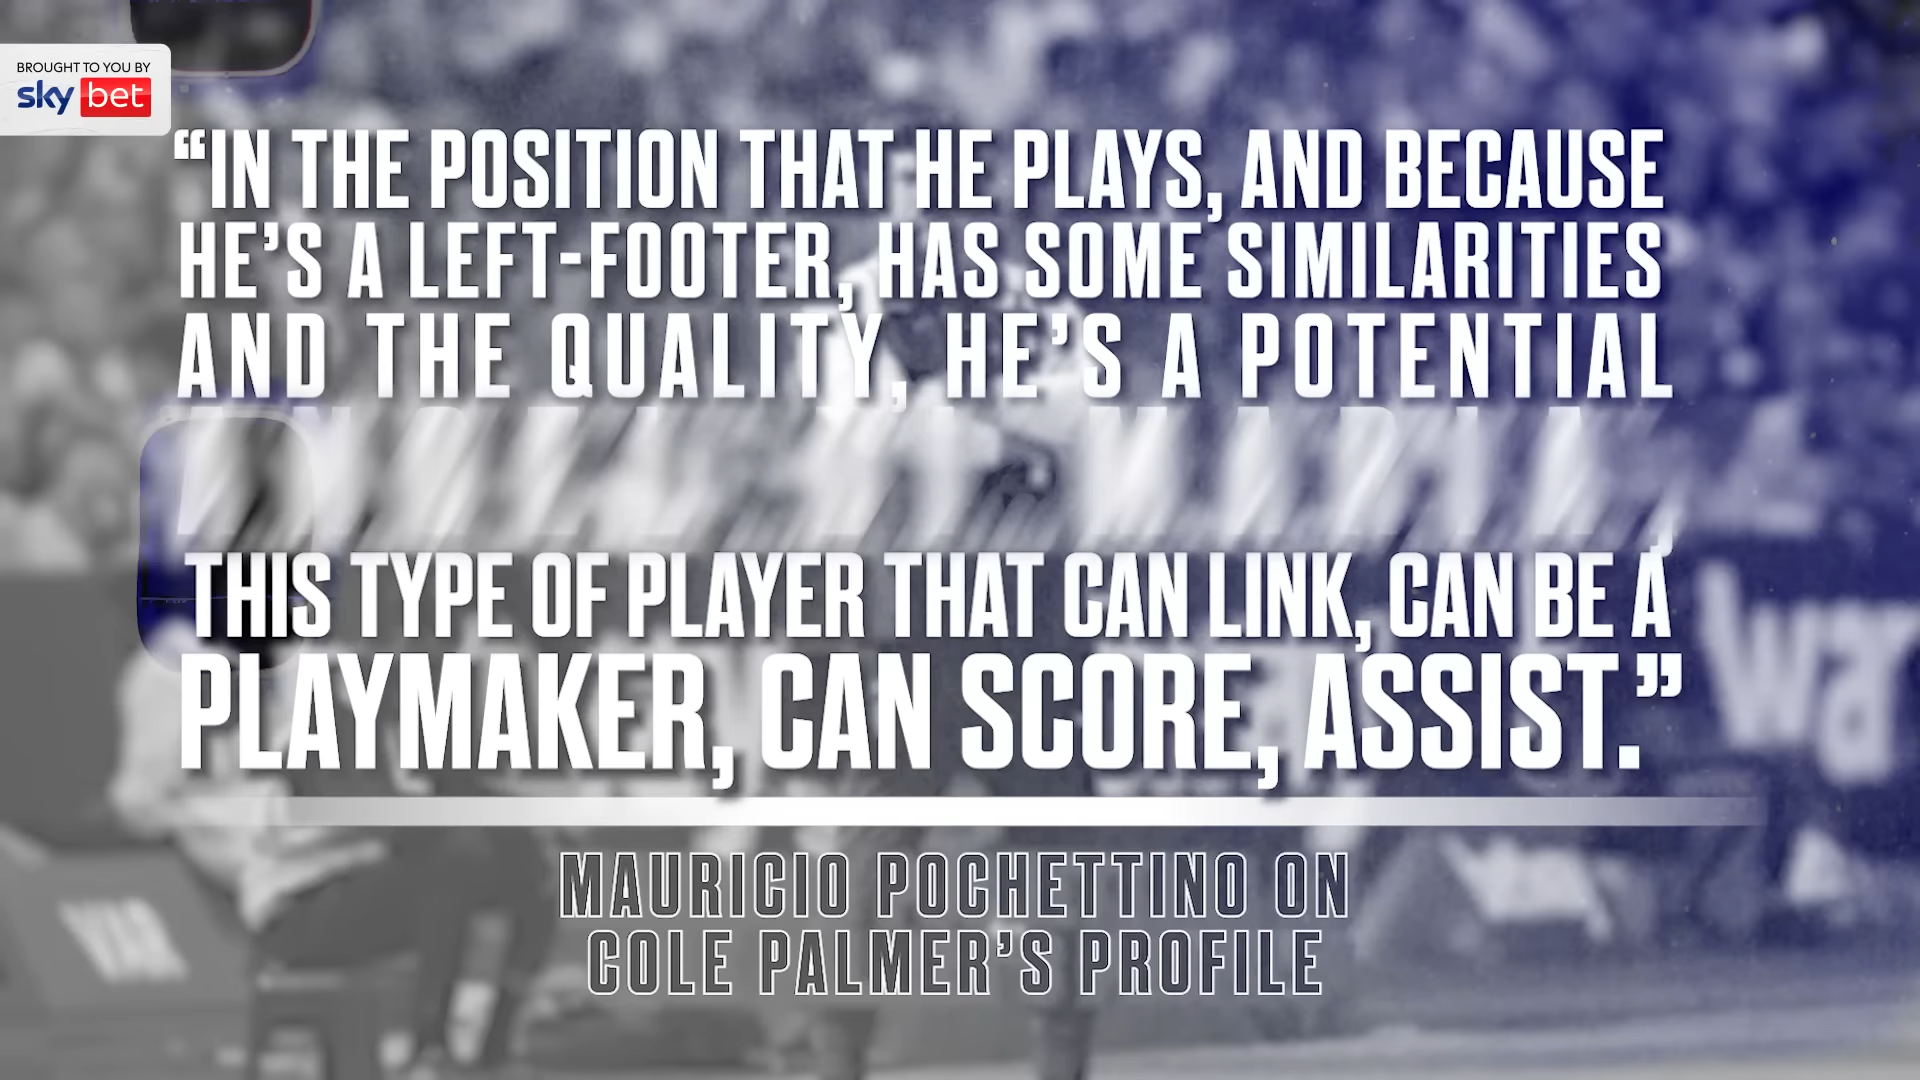 BROUGHT TO YOU BY
sky bet
“IN THE POSITION THAT HE PLAYS, AND BECAUSE
HE’S A LEFT-FOOTER, HAS SOME SIMILARITIES
AND THE QUALITY, HE’S A POTENTIAL
THIS TYPE OF PLAYER THAT CAN LINK, CAN BE A
PLAYMAKER, CAN SCORE, ASSIST.”
MAURICIO POCHETTINO ON
COLE PALMER’S PROFILE